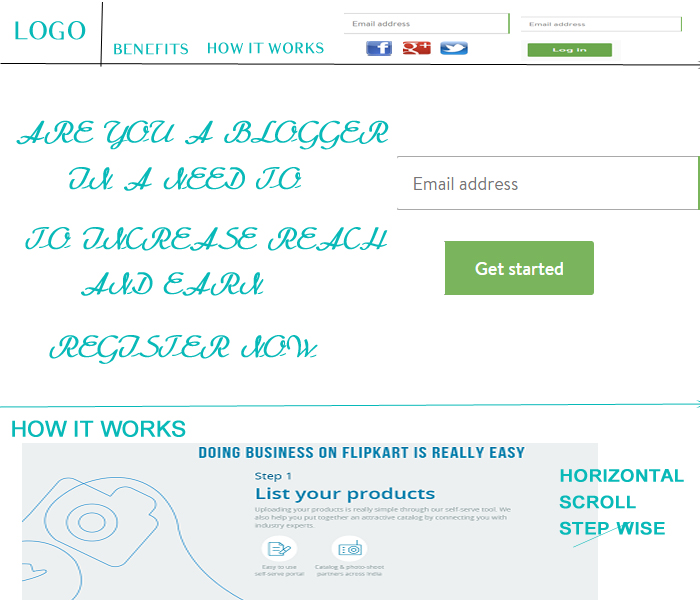 LOGO
BENEFITS
HOW IT WORKS
Email address
Email address
Log In
ARE YOU A BLOGGER
IN A NEED TO
TO INCREASE REACH
AND EARN
REGISTER NOW
Email address
Get started
HOW IT WORKS
DOING BUSINESS ON FLIPKART IS REALLY EASY
Step 1
List your products
Uploading your products is really simple through our self-serve tool. We
also help you put together an attractive catalog by connecting you with
industry experts.
Easy to use
self serve portal
Catalog & photo-shoot
partners across India
HORIZONTAL
SCROLL
STEP WISE